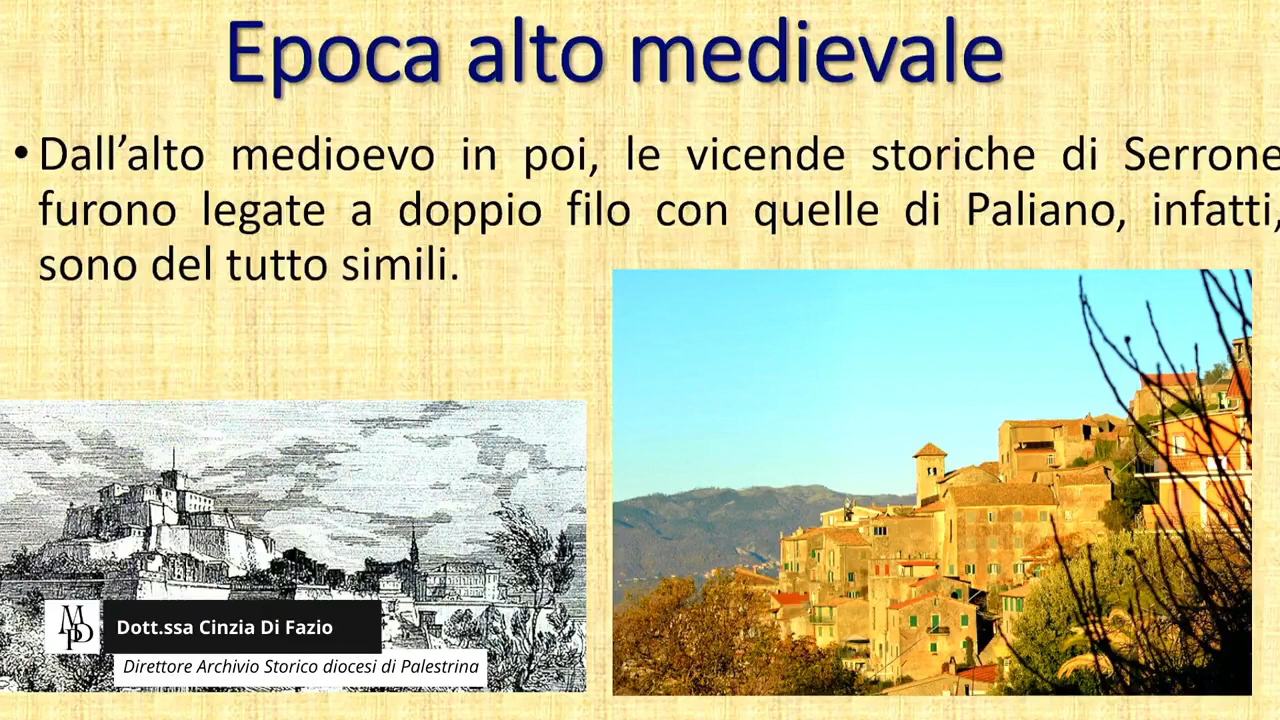 Epoca alto medievale
• Dall’alto medioevo in poi, le vicende storiche di Serrone
furono legate a doppio filo con quelle di Paliano, infatti,
sono del tutto simili.
MPD
Dott.ssa Cinzia Di Fazio
Direttore Archivio Storico diocesi di Palestrina